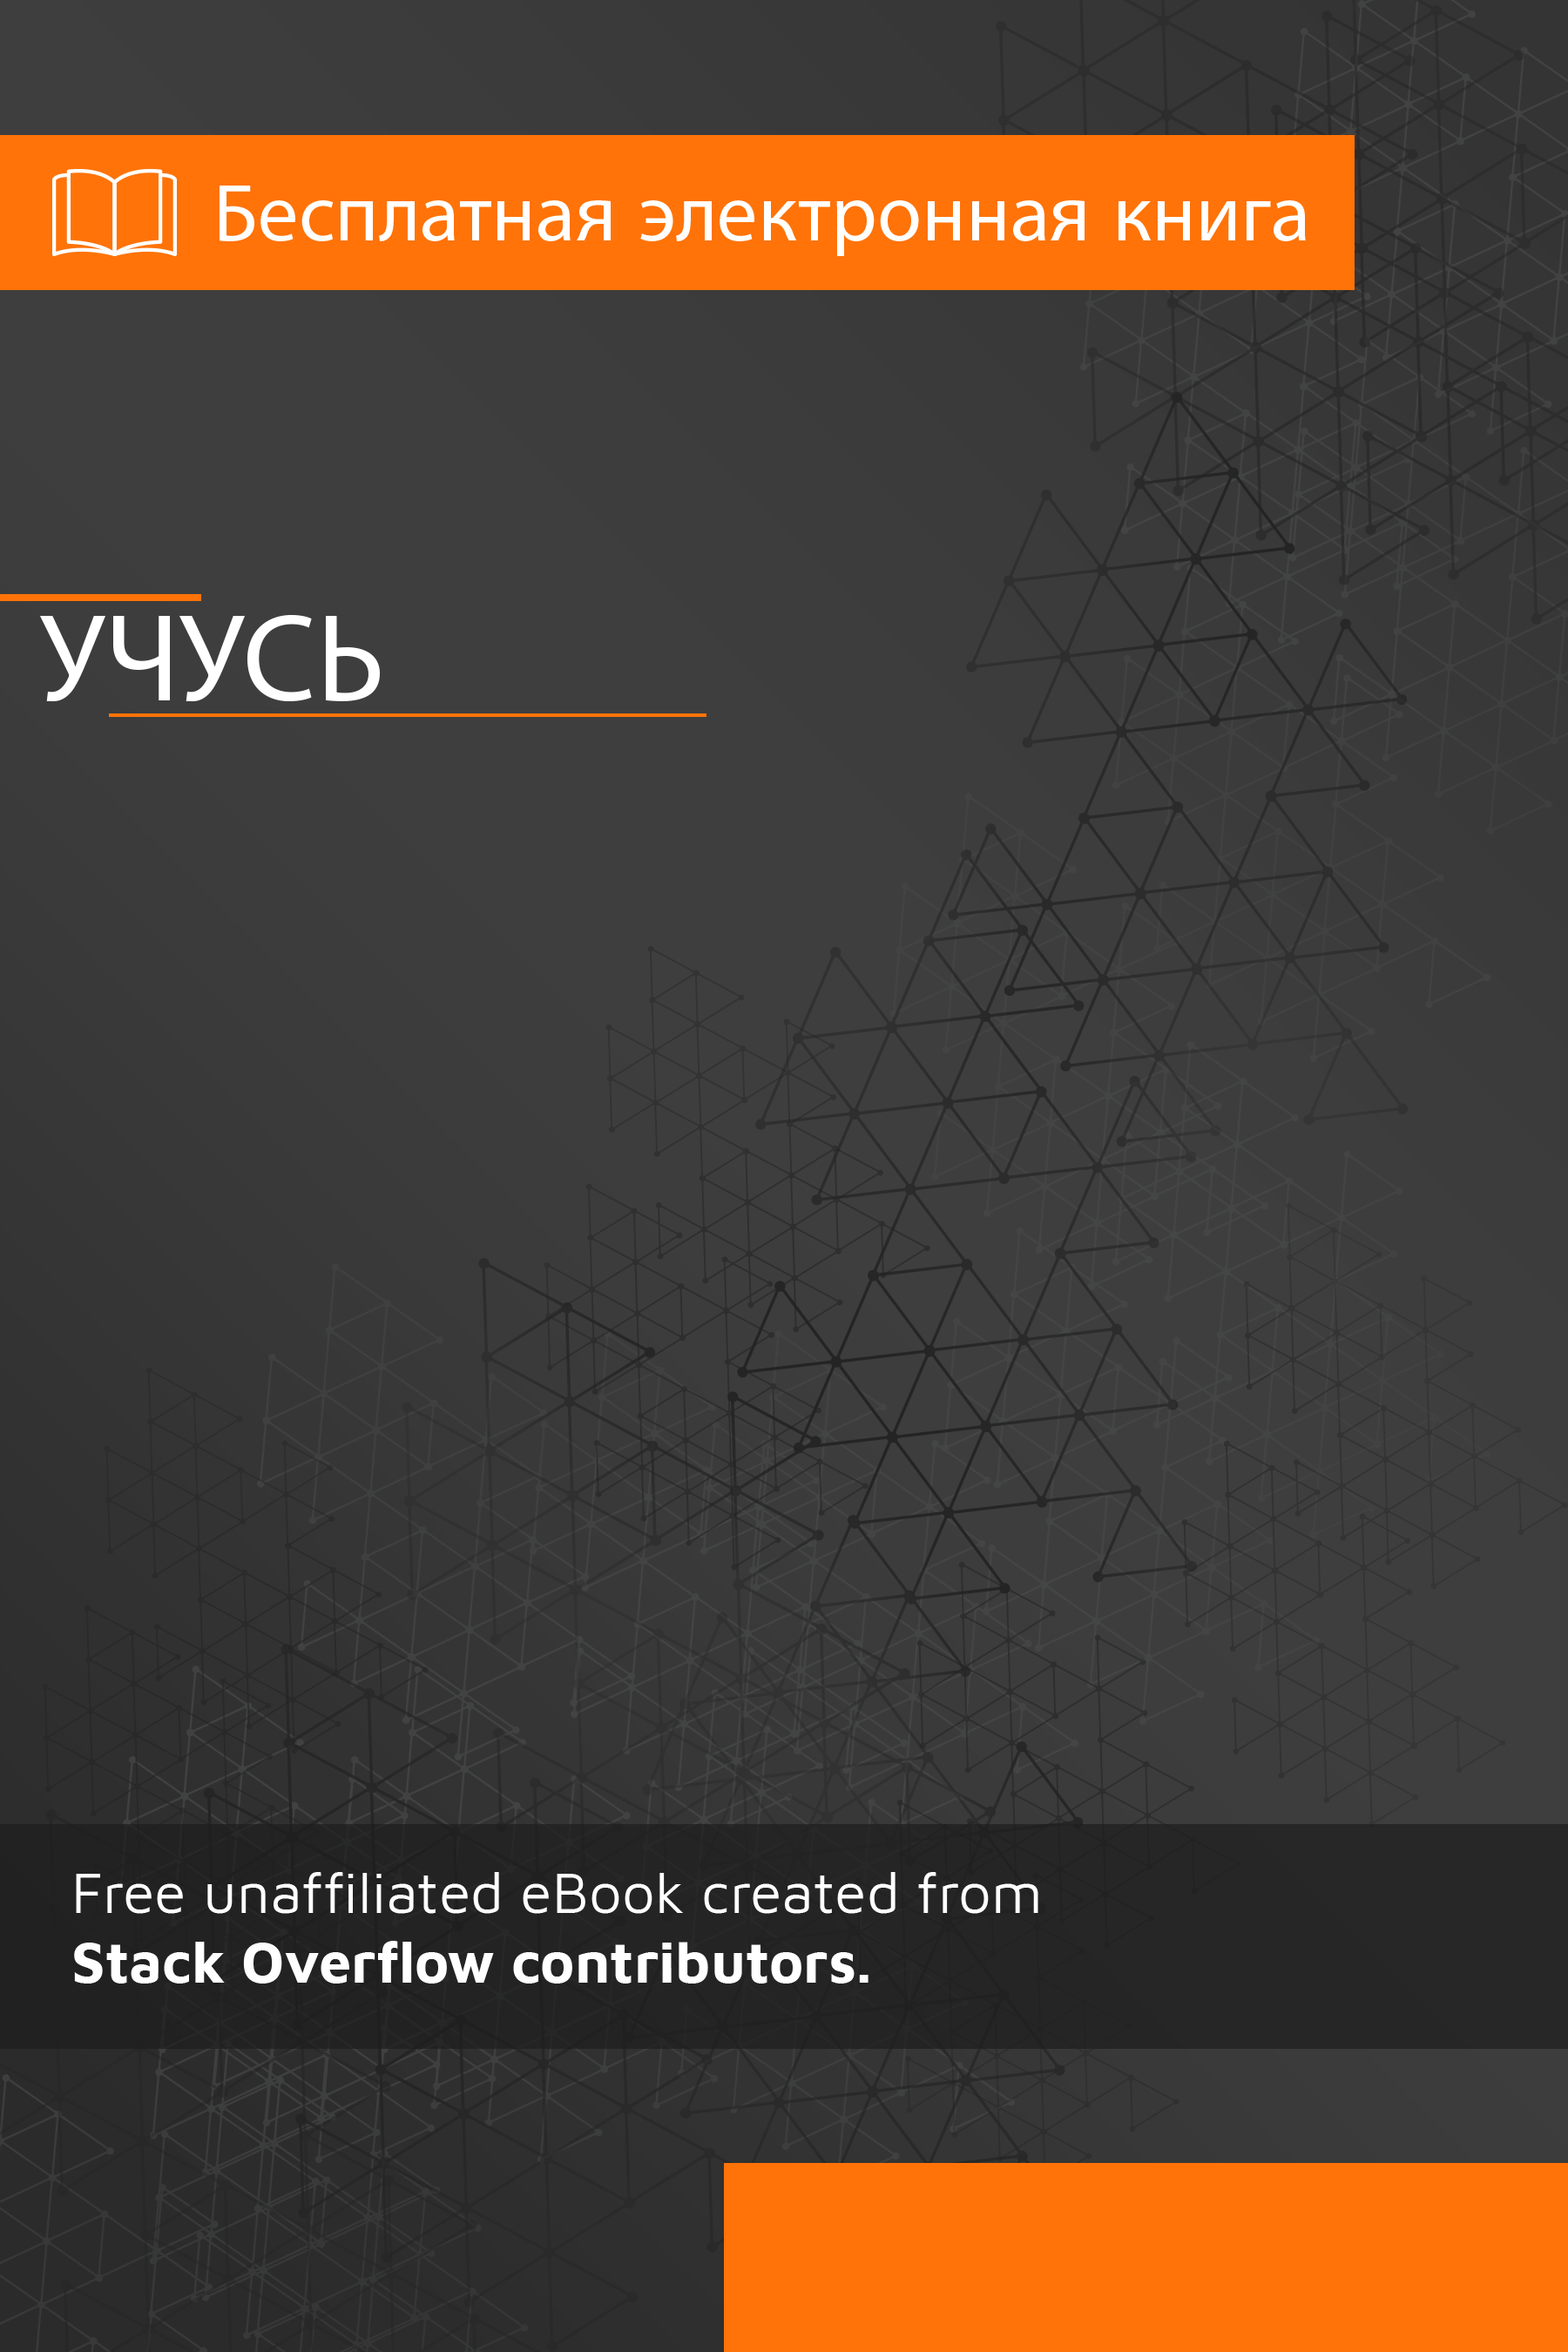 Бесплатная электронная книга
УЧУСЬ
Free unaffiliated eBook created from
Stack Overflow contributors.